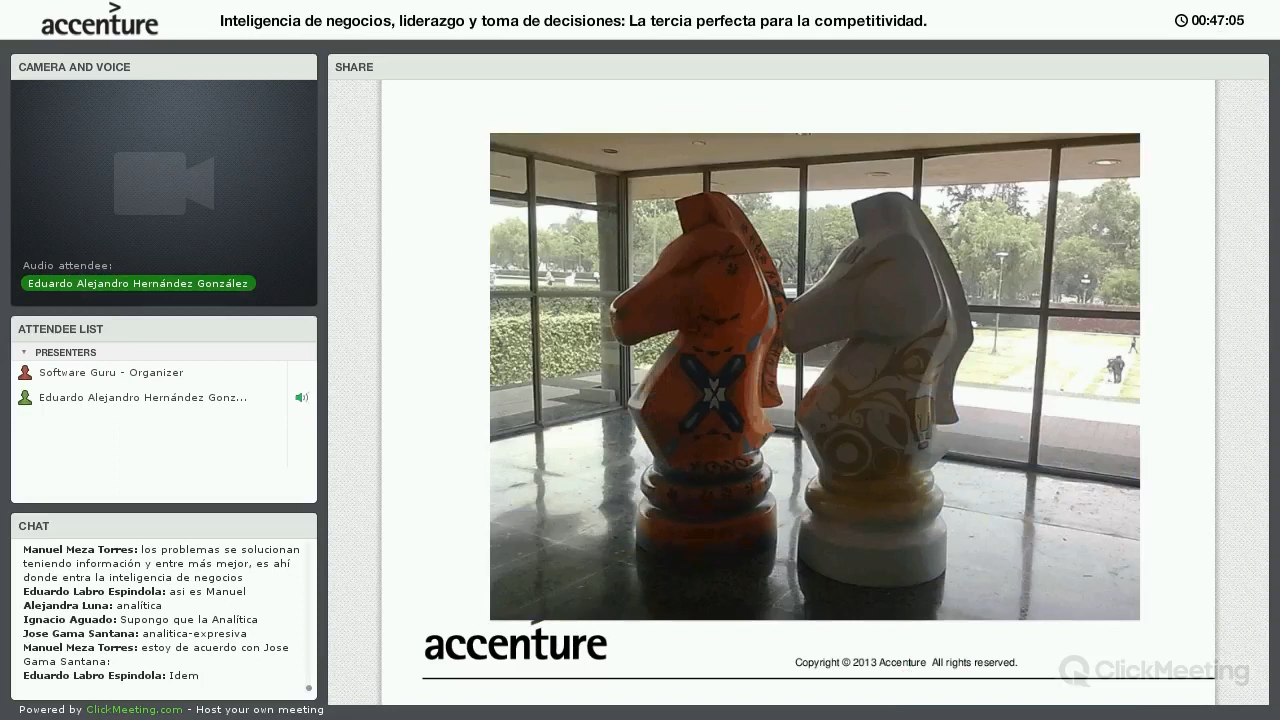 accenture
Inteligencia de negocios, liderazgo y toma de decisiones: La tercia perfecta para la competitividad.
00:47:05
CAMERA AND VOICE
Audio attendee:
Eduardo Alejandro Hernández González
ATTENDEE LIST
PRESENTERS
Software Guru - Organizer
Eduardo Alejandro Hernández Gonz...
CHAT
Manuel Meza Torres: los problemas se solucionan
teniendo información y entre más mejor, es ahí
donde entra la inteligencia de negocios
Eduardo Labro Espindola: asi es Manuel
Alejandra Luna: analítica
Ignacio Aguado: Supongo que la Analítica
Jose Gama Santana: analitica-expresiva
Manuel Meza Torres: estoy de acuerdo con Jose
Gama Santana:
Eduardo Labro Espindola: Idem
Powered by ClickMeeting.com - Host your own meeting
SHARE
accenture
Copyright © 2013 Accenture All rights reserved.
ClickMeeting